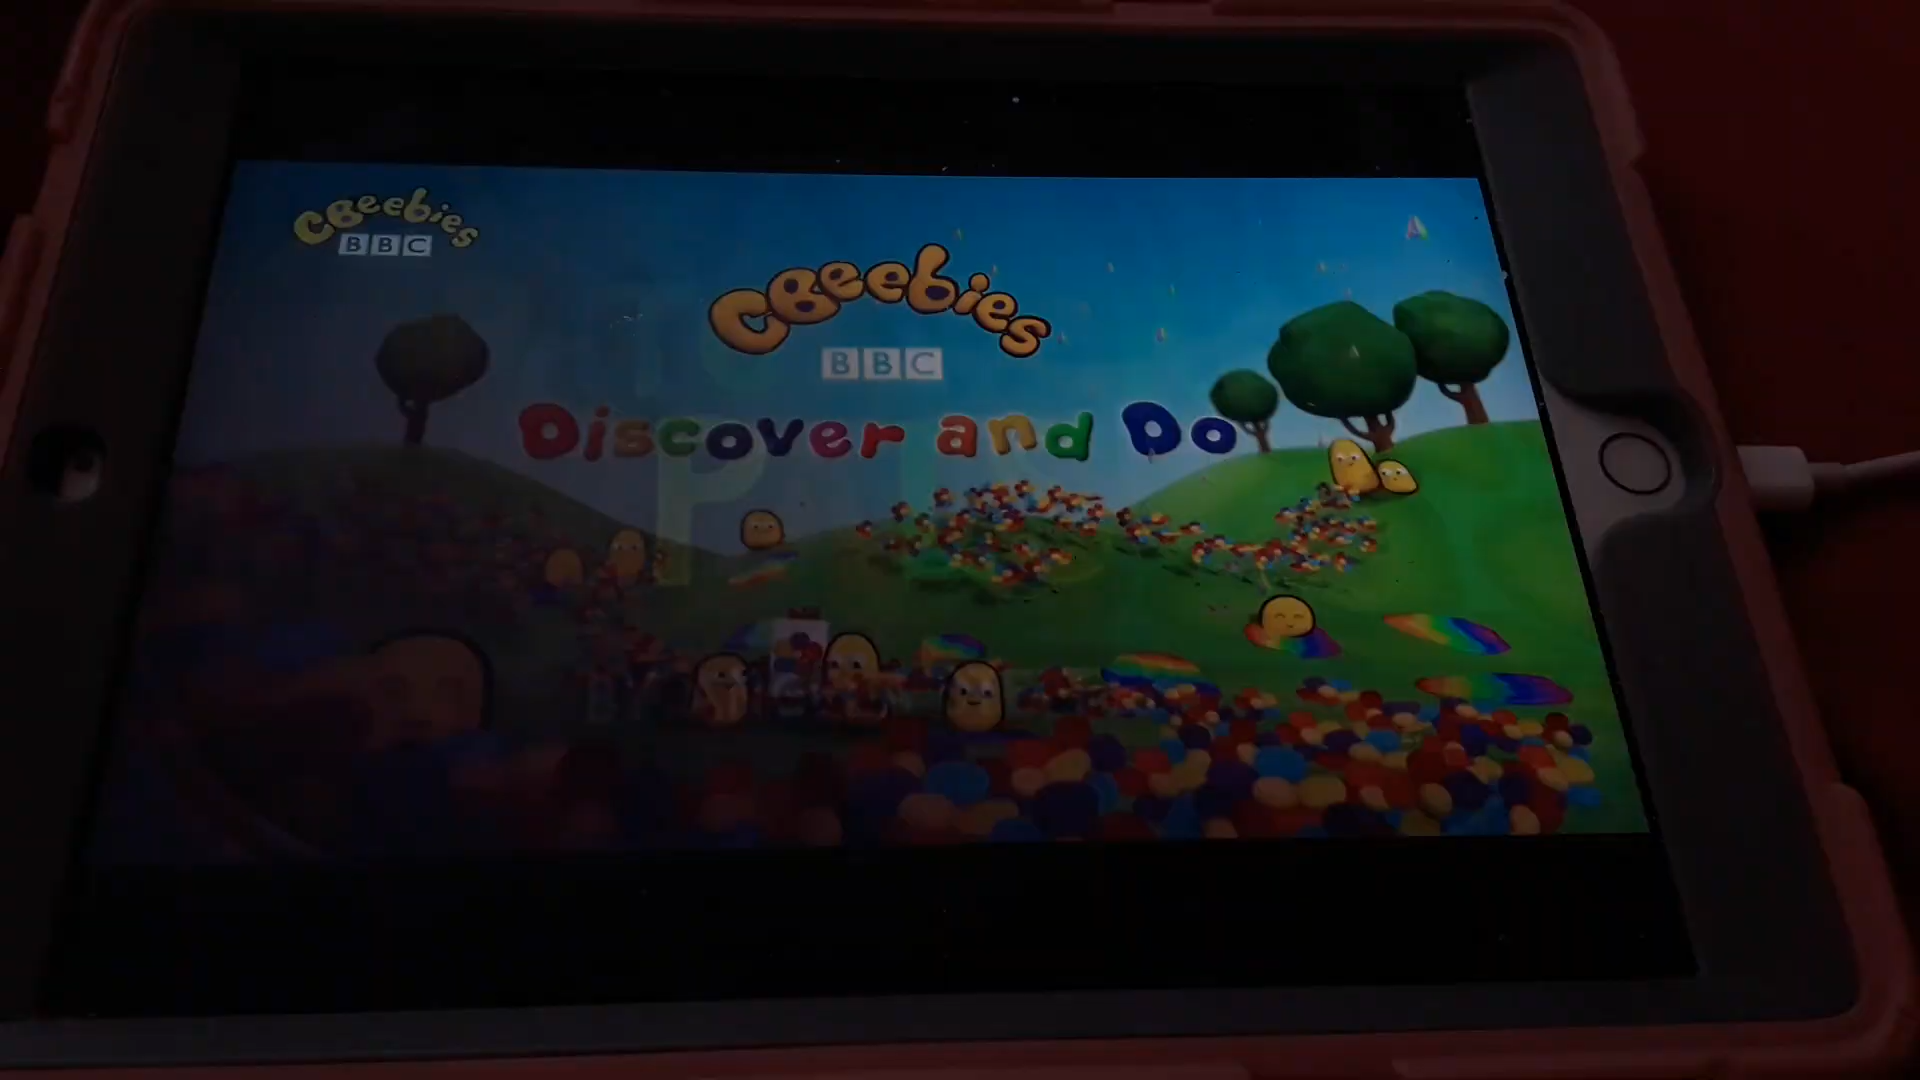 CBeebies
BBC
CBeebies
BBC
Discover and Do